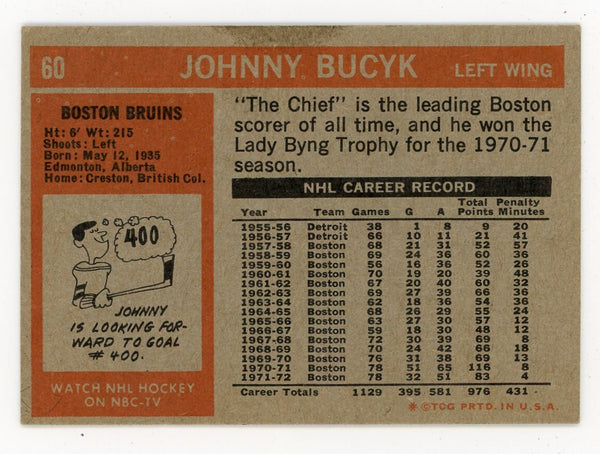 60 JOHNNY BUCYK LEFT WING
BOSTON BRUINS
Ht: 6' Wt: 215
Shoots: Left
Born: May 12, 1935
Edmonton, Alberta
Home: Creston, British Col.
400
JOHNNY
IS LOOKING FOR-
WARD TO GOAL
# 400.
WATCH NHL HOCKEY
ON NBC-TV
"The Chief" is the leading Boston
scorer of all time, and he won the
Lady Byng Trophy for the 1970-71
season.
NHL CAREER RECORD
Total Penalty
Year Team Games G A Points Minutes
1955-56 Detroit 38 1 8 9 20
1956-57 Detroit 66 10 11 21 41
1957-58 Boston 68 21 31 52 57
1958-59 Boston 69 24 36 60 36
1959-60 Boston 56 16 36 52 26
1960-61 Boston 70 19 20 39 48
1961-62 Boston 67 20 40 60 32
1962-63 Boston 69 27 39 66 36
1963-64 Boston 62 18 36 54 36
1964-65 Boston 68 26 29 55 24
1965-66 Boston 63 27 30 57 12
1966-67 Boston 59 18 30 48 12
1967-68 Boston 72 30 39 69 8
1968-69 Boston 70 24 42 66 18
1969-70 Boston 76 31 38 69 13
1970-71 Boston 78 51 65 116 8
1971-72 Boston 78 32 51 83 4
Career Totals 1129 395 581 976 431
* ©TCG PRTD. IN U.S.A.